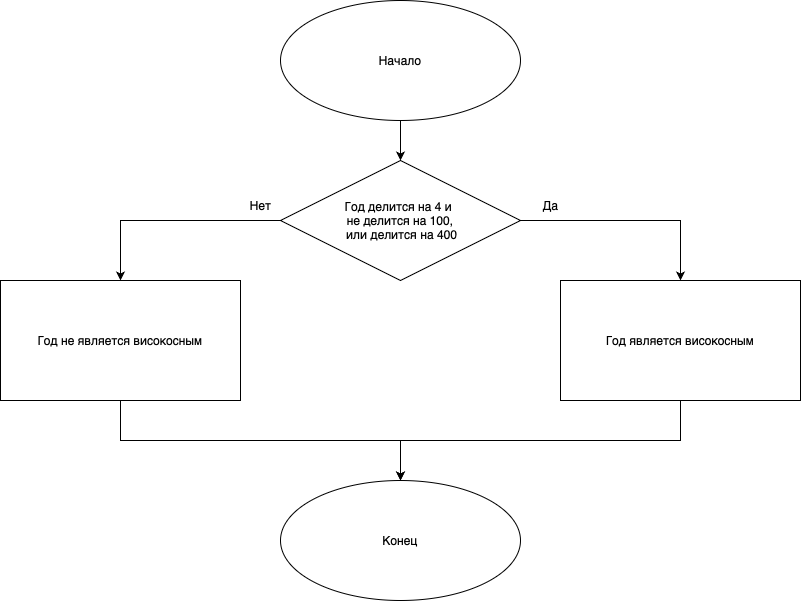 Начало
Нет
Год делится на 4 и
не делится на 100,
или делится на 400
Да
Год не является високосным
Год является високосным
Конец